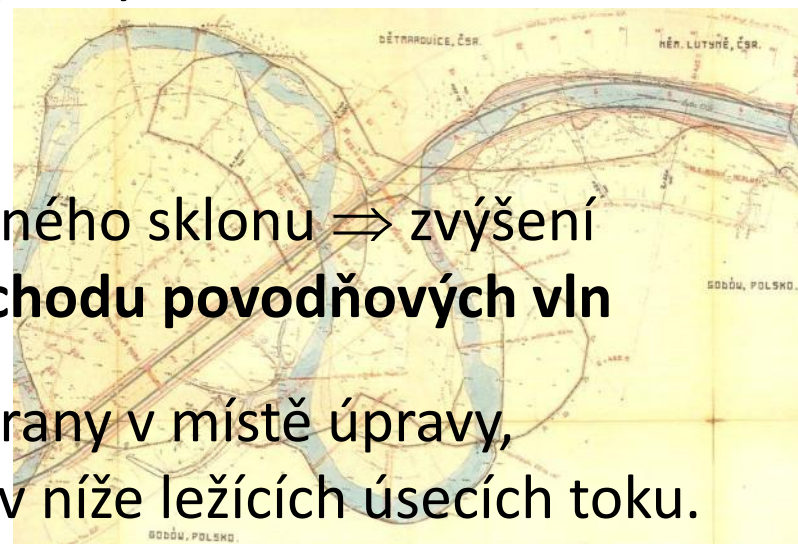 DĚTMAROVICE, ČSR.
NĚM. LUTYNĚ, ČSR.
ného sklonu ⇒ zvýšení
chodu povodňových vln
GODÓW, POLSKO.
rany v místě úpravy,
v níže ležících úsecích toku.
GODÓW, POLSKO.